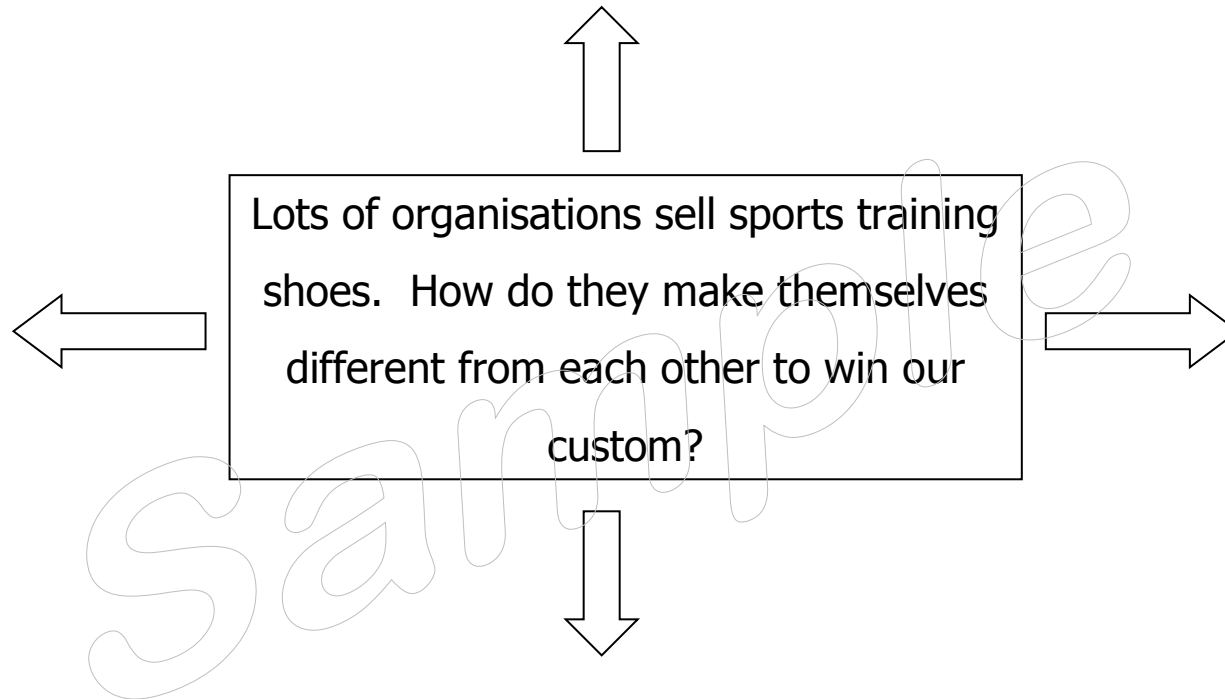 Lots of organisations sell sports training
shoes.  How do they make themselves
different from each other to win our
custom?
Sample